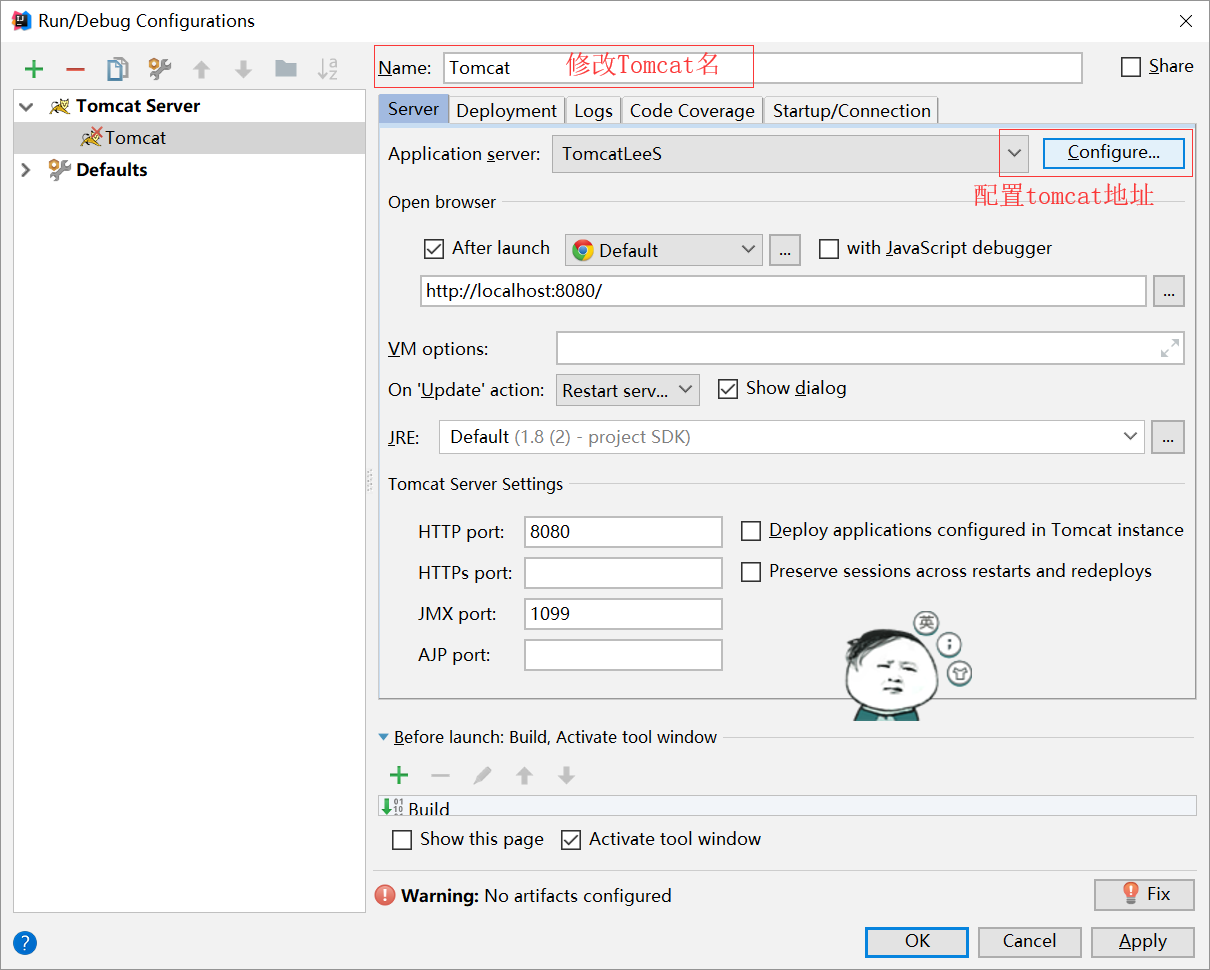 Run/Debug Configurations
Tomcat Server
Tomcat
Defaults
Name: Tomcat 修改Tomcat名 Share
Server Deployment Logs Code Coverage Startup/Connection
Application server: TomcatLeeS Configure...
配置tomcat地址
Open browser
After launch Default ... with JavaScript debugger
http://localhost:8080/ ...
VM options:
On 'Update' action: Restart serv... Show dialog
JRE: Default (1.8 (2) - project SDK) ...
Tomcat Server Settings
HTTP port: 8080 Deploy applications configured in Tomcat instance
HTTPs port: Preserve sessions across restarts and redeploys
JMX port: 1099
AJP port:
英
;
Before launch: Build, Activate tool window
Build
Show this page Activate tool window
Warning: No artifacts configured Fix
? OK Cancel Apply